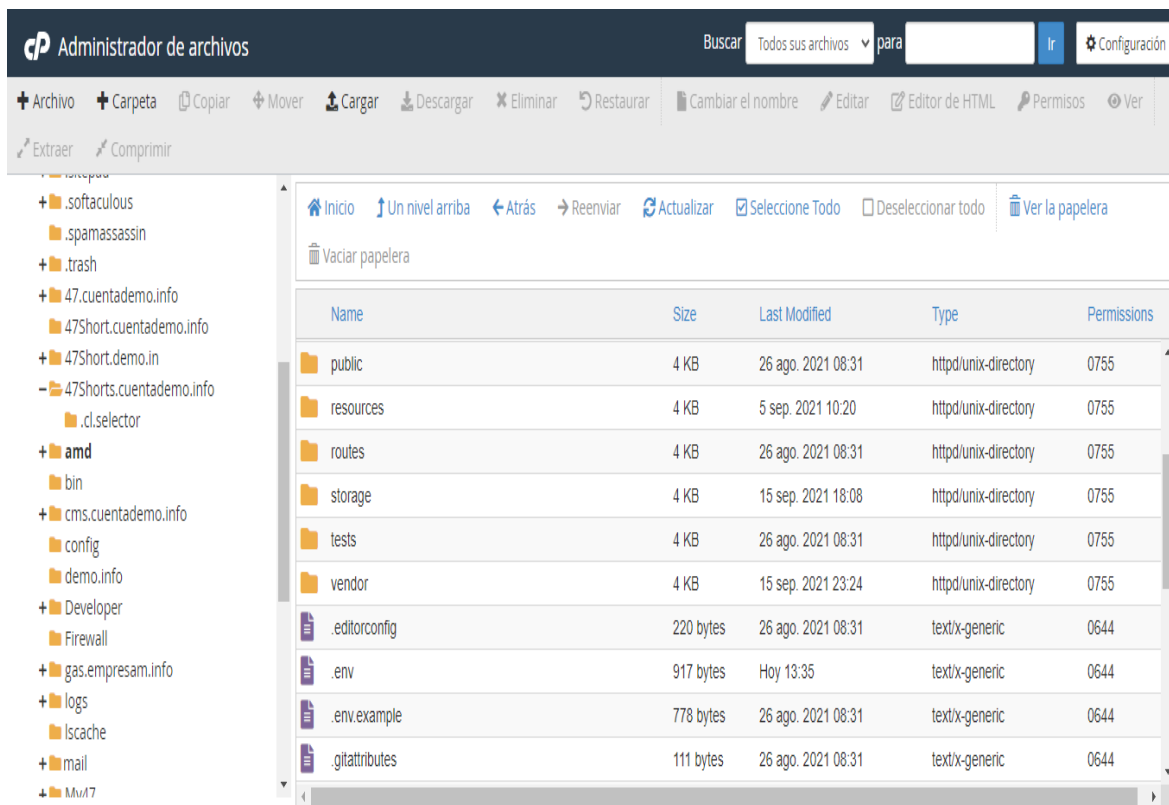 cP Administrador de archivos
Buscar Todos sus archivos para Ir Configuración
Archivo Carpeta Copiar Mover Cargar Descargar Eliminar Restaurar Cambiar el nombre Editar Editor de HTML Permisos Ver
Extraer Comprimir
.softaculous
.spamassassin
.trash
47.cuentademo.info
47Short.cuentademo.info
47Short.demo.in
47Shorts.cuentademo.info
.cl.selector
amd
bin
cms.cuentademo.info
config
demo.info
Developer
Firewall
gas.empresam.info
logs
lscache
mail
My47
Inicio Un nivel arriba Atrás Reenviar Actualizar Seleccione Todo Deseleccionar todo Ver la papelera
Vaciar papelera
Name Size Last Modified Type Permissions
public 4 KB 26 ago. 2021 08:31 httpd/unix-directory 0755
resources 4 KB 5 sep. 2021 10:20 httpd/unix-directory 0755
routes 4 KB 26 ago. 2021 08:31 httpd/unix-directory 0755
storage 4 KB 15 sep. 2021 18:08 httpd/unix-directory 0755
tests 4 KB 26 ago. 2021 08:31 httpd/unix-directory 0755
vendor 4 KB 15 sep. 2021 23:24 httpd/unix-directory 0755
.editorconfig 220 bytes 26 ago. 2021 08:31 text/x-generic 0644
.env 917 bytes Hoy 13:35 text/x-generic 0644
.env.example 778 bytes 26 ago. 2021 08:31 text/x-generic 0644
.gitattributes 111 bytes 26 ago. 2021 08:31 text/x-generic 0644